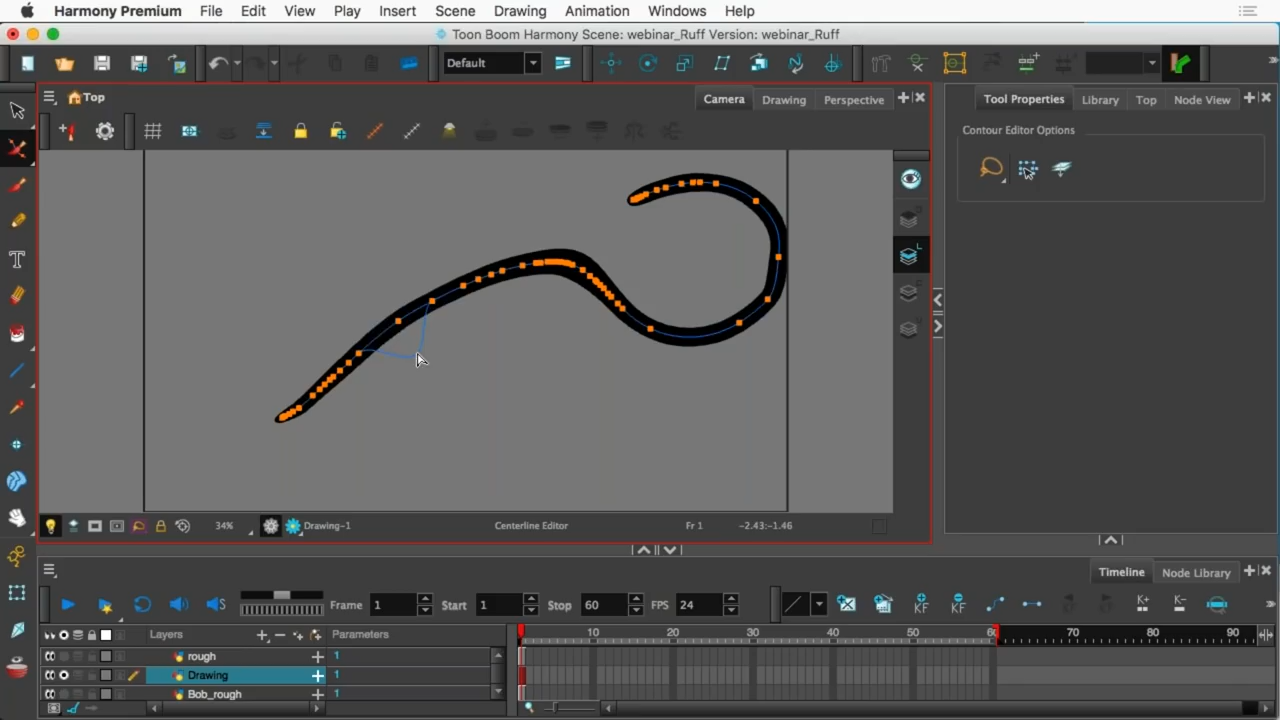 Harmony Premium File Edit View Play Insert Scene Drawing Animation Windows Help
Toon Boom Harmony Scene: webinar_Ruff Version: webinar_Ruff
Default
Top
Camera Drawing Perspective
Tool Properties Library Top Node View
Contour Editor Options
T
34% Drawing-1 Centerline Editor Fr 1 -2.43:-1.46
Timeline Node Library
Frame 1 Start 1 Stop 60 FPS 24
KF KF
Layers Parameters
10 20 30 40 50 60 70 80 90
rough 1
Drawing 1
Bob_rough 1